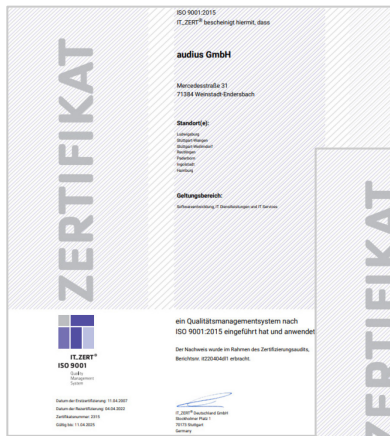 ZERTIFIKAT
ISO 9001:2015
IT_ZERT® bescheinigt hiermit, dass
audius GmbH
Mercedesstraße 31
71384 Weinstadt-Endersbach
Standort(e):
Ludwigsburg
Stuttgart-Wangen
Stuttgart-Weilimdorf
Reutlingen
Paderborn
Ingolstadt
Hamburg
Geltungsbereich:
Softwareentwicklung, IT Dienstleistungen und IT Services
ein Qualitätsmanagementsystem nach
ISO 9001:2015 eingeführt hat und anwendet
Der Nachweis wurde im Rahmen des Zertifizierungsaudits,
Berichtsnr. it220404d1 erbracht.
IT_ZERT®
ISO 9001
Quality
Management
System
Datum der Erstzertifizierung: 11.04.2007
Datum der Rezertifizierung: 04.04.2022
Zertifikatsnummer: 2315
Gültig bis: 11.04.2025
IT_ZERT® Deutschland GmbH
Stockholmer Platz 1
70173 Stuttgart
Germany
ZERTIFIKAT